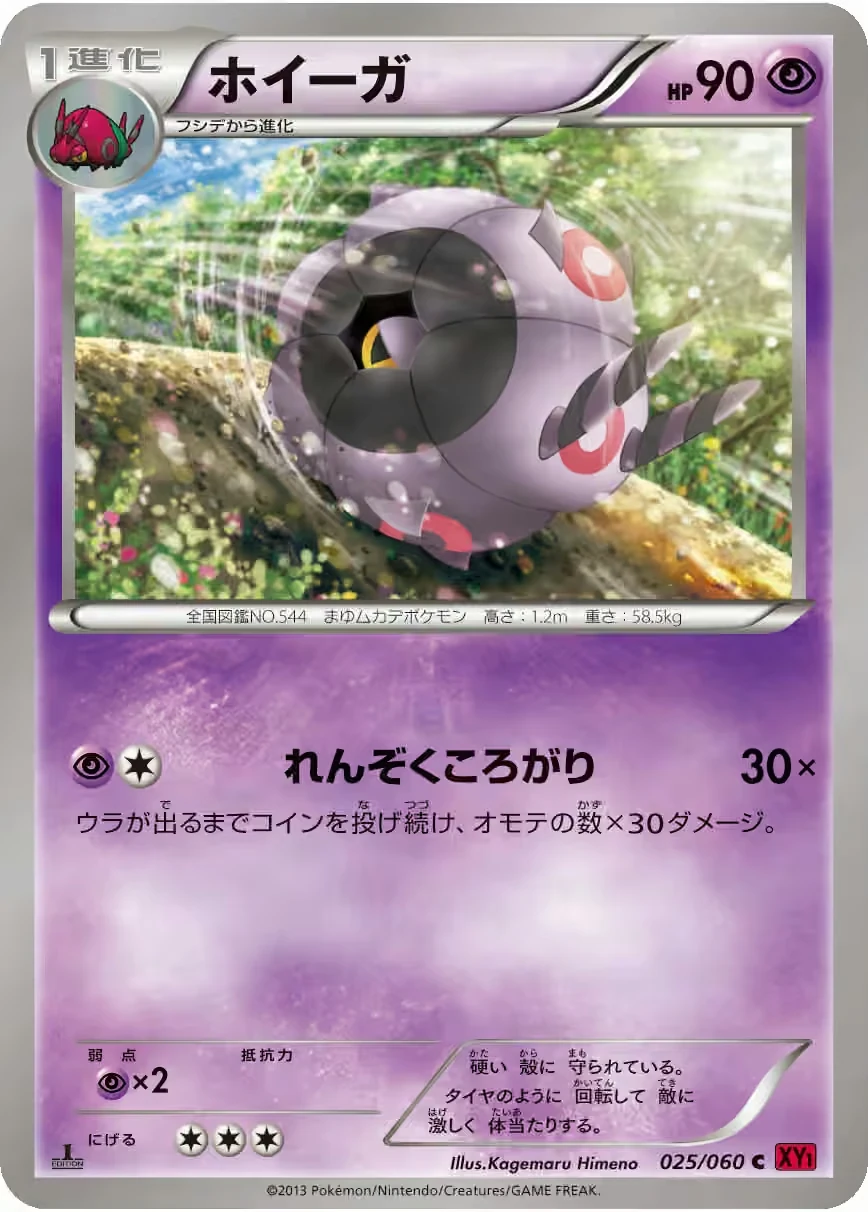 1進化
ホイーガ
HP90
フシデから進化
全国図鑑NO.544 まゆムカデポケモン 高さ：1.2m 重さ：58.5kg
れんぞくころがり 30×
ウラが出るまでコインを投げ続け、オモテの数×30ダメージ。
弱点 抵抗力
×2
にげる
硬い 殻に 守られている。
タイヤのように 回転して 敵に
激しく 体当たりする。
1 EDITION
Illus.Kagemaru Himeno 025/060 C XY1
©2013 Pokémon/Nintendo/Creatures/GAME FREAK.